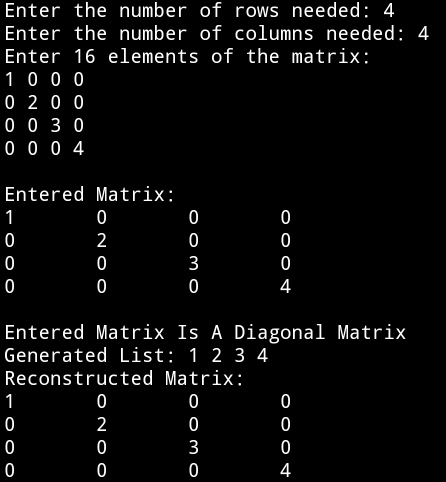 Enter the number of rows needed: 4
Enter the number of columns needed: 4
Enter 16 elements of the matrix:
1 0 0 0
0 2 0 0
0 0 3 0
0 0 0 4

Entered Matrix:
1       0       0       0
0       2       0       0
0       0       3       0
0       0       0       4

Entered Matrix Is A Diagonal Matrix
Generated List: 1 2 3 4
Reconstructed Matrix:
1       0       0       0
0       2       0       0
0       0       3       0
0       0       0       4